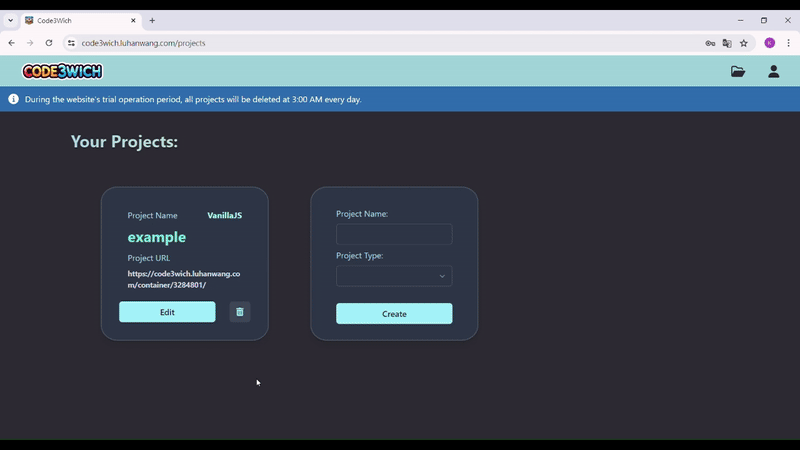 Code3Wich
code3wich.luhanwang.com/projects
K
CODE3WICH
During the website's trial operation period, all projects will be deleted at 3:00 AM every day.
Your Projects:
Project Name VanillaJS
example
Project URL
https://code3wich.luhanwang.co
m/container/3284801/
Edit
Project Name:
Project Type:
Create